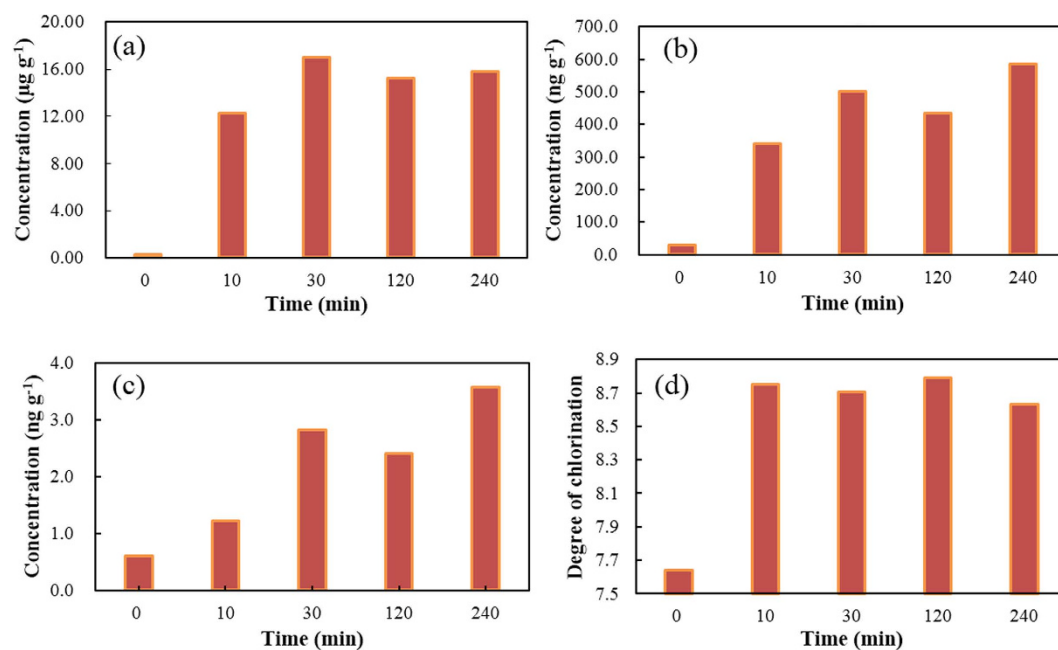 (a)
Concentration (μg g⁻¹)
20.00
16.00
12.00
8.00
4.00
0.00
0 10 30 120 240
Time (min)
(b)
Concentration (ng g⁻¹)
700.0
600.0
500.0
400.0
300.0
200.0
100.0
0.0
0 10 30 120 240
Time (min)
(c)
Concentration (ng g⁻¹)
4.0
3.0
2.0
1.0
0.0
0 10 30 120 240
Time (min)
(d)
Degree of chlorination
8.9
8.7
8.5
8.3
8.1
7.9
7.7
7.5
0 10 30 120 240
Time (min)